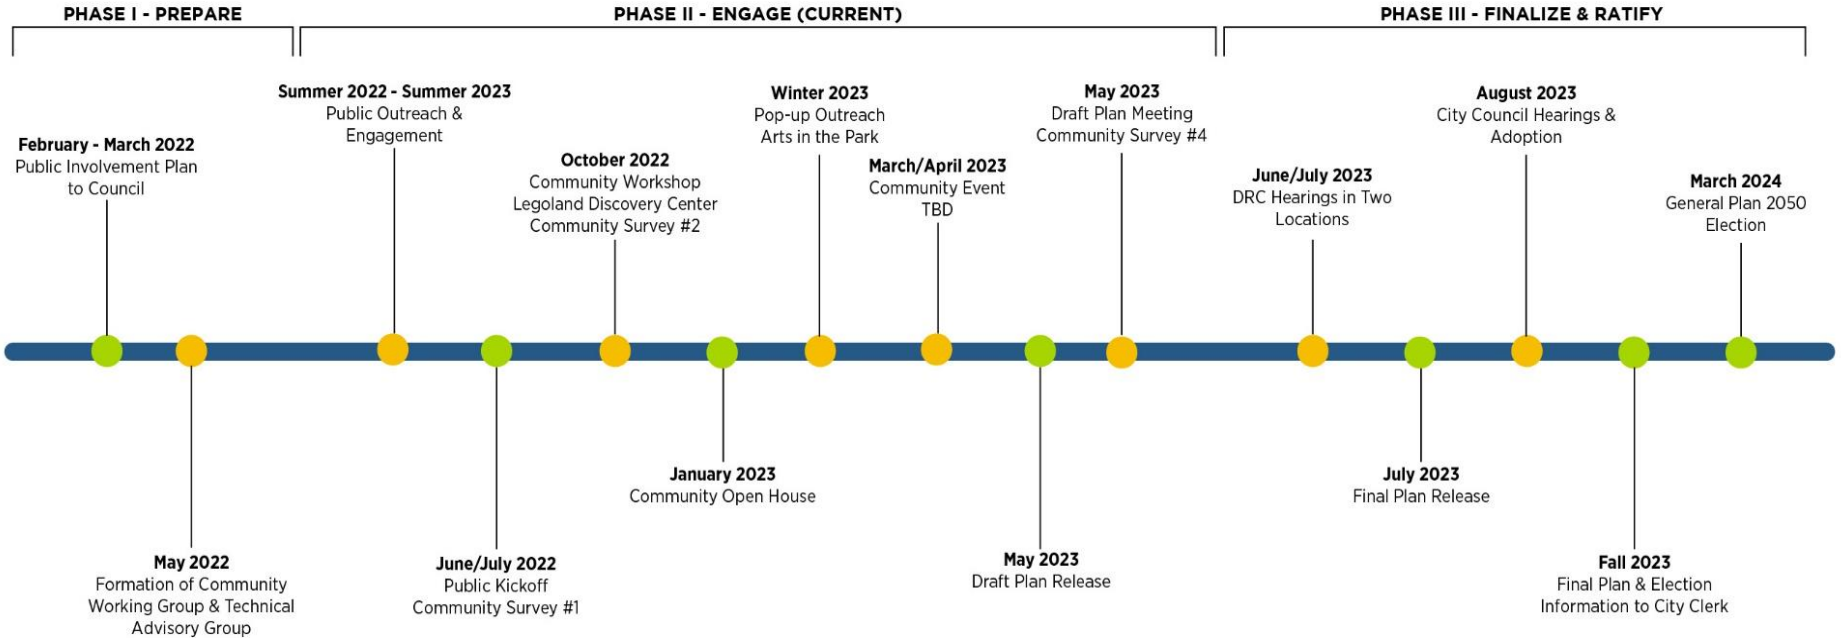 PHASE I - PREPARE
PHASE II - ENGAGE (CURRENT)
PHASE III - FINALIZE & RATIFY
February - March 2022
Public Involvement Plan
to Council
May 2022
Formation of Community
Working Group & Technical
Advisory Group
Summer 2022 - Summer 2023
Public Outreach &
Engagement
June/July 2022
Public Kickoff
Community Survey #1
October 2022
Community Workshop
Legoland Discovery Center
Community Survey #2
January 2023
Community Open House
Winter 2023
Pop-up Outreach
Arts in the Park
March/April 2023
Community Event
TBD
May 2023
Draft Plan Release
May 2023
Draft Plan Meeting
Community Survey #4
June/July 2023
DRC Hearings in Two
Locations
July 2023
Final Plan Release
August 2023
City Council Hearings &
Adoption
Fall 2023
Final Plan & Election
Information to City Clerk
March 2024
General Plan 2050
Election